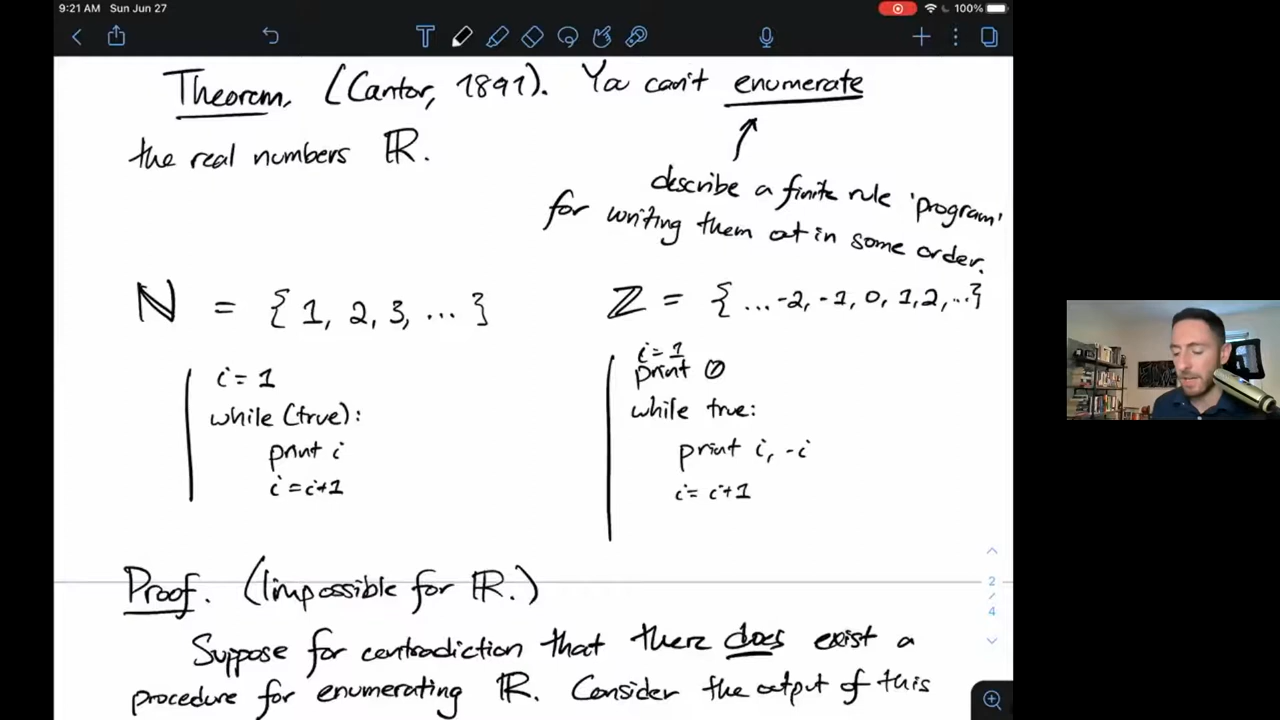 9:21 AM Sun Jun 27
100%
Theorem. (Cantor, 1891). You can't enumerate
the real numbers ℝ.
describe a finite rule 'program'
for writing them out in some order.
ℕ = { 1, 2, 3, ... }
i = 1
while (true):
print i
i = i+1
ℤ = { ... -2, -1, 0, 1, 2, ... }
i = 1
print 0
while true:
print i, -i
i = i+1
Proof. (Impossible for ℝ.)
Suppose for contradiction that there does exist a
procedure for enumerating ℝ. Consider the output of this
2
/
4